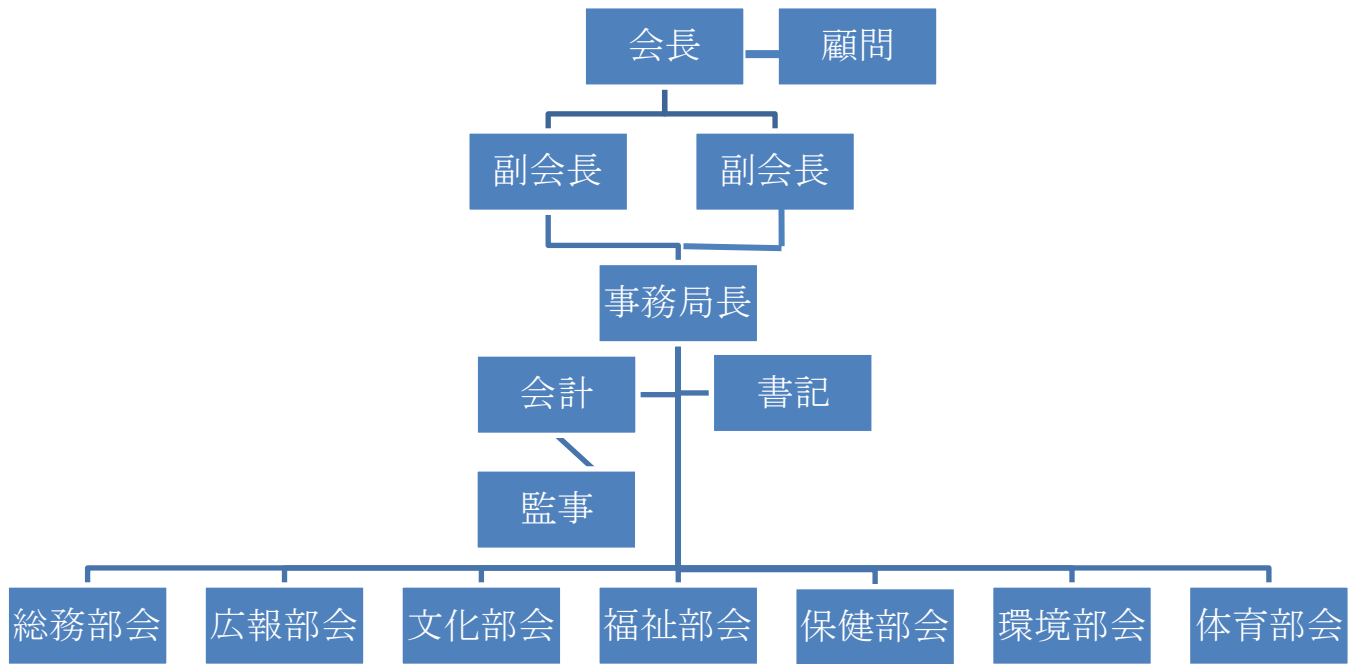 会長
顧問
副会長
副会長
事務局長
会計
書記
監事
総務部会
広報部会
文化部会
福祉部会
保健部会
環境部会
体育部会